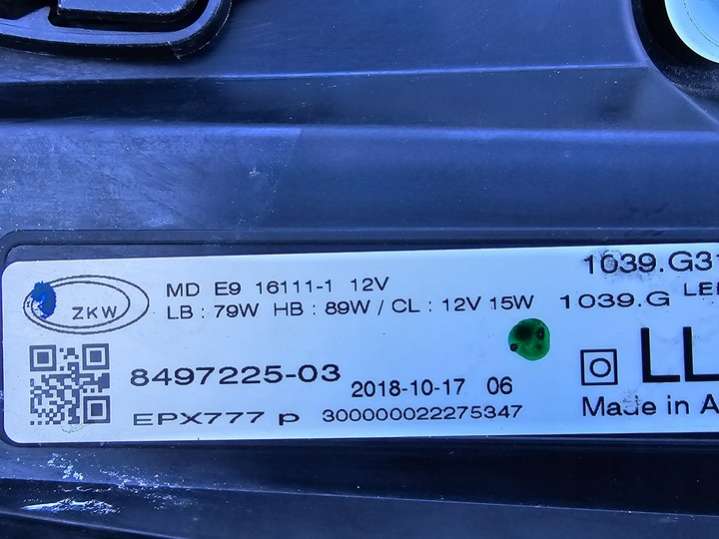 ZKW
MD E9 16111-1 12V
LB : 79W HB : 89W / CL : 12V 15W
1039.G31
1039.G
8497225-03
2018-10-17 06
EPX777 p 300000022275347
Made in